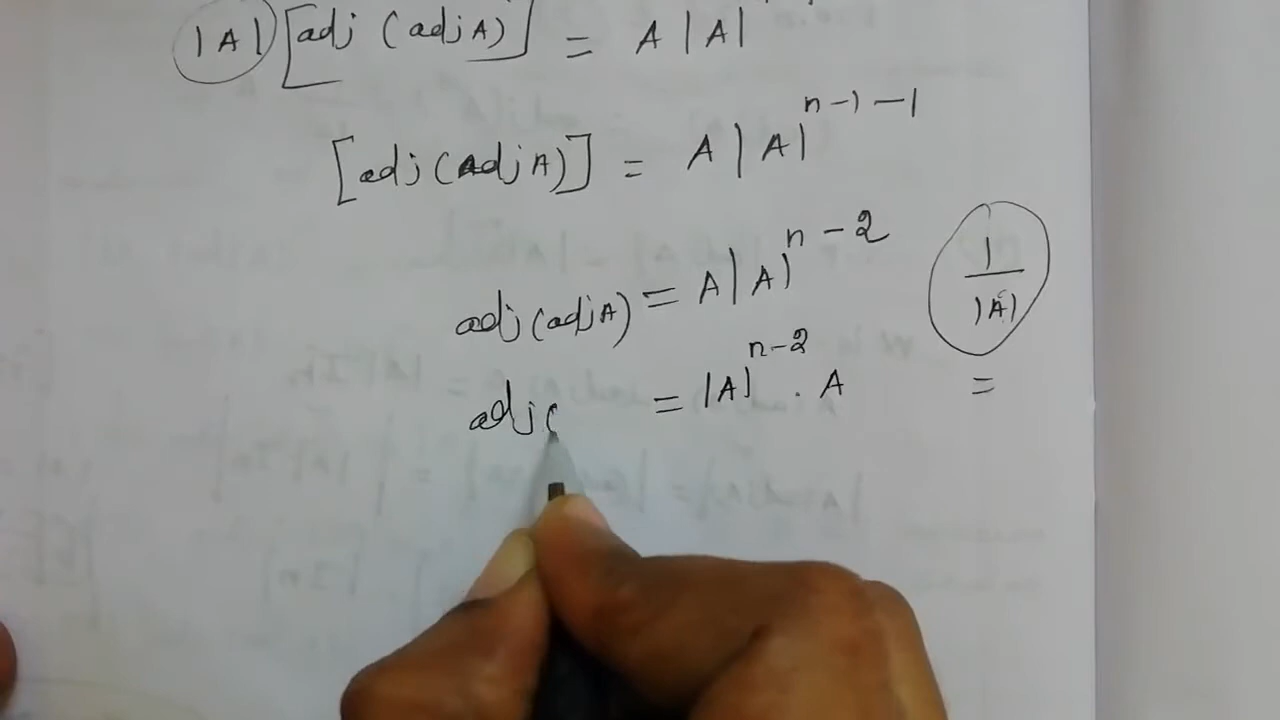 |A| [adj (adj A)] = A |A|
[adj (Adj A)] = A |A|^{n-1-1}
adj (adj A) = A |A|^{n-2}
1/|A|
adj( = |A|^{n-2} . A =